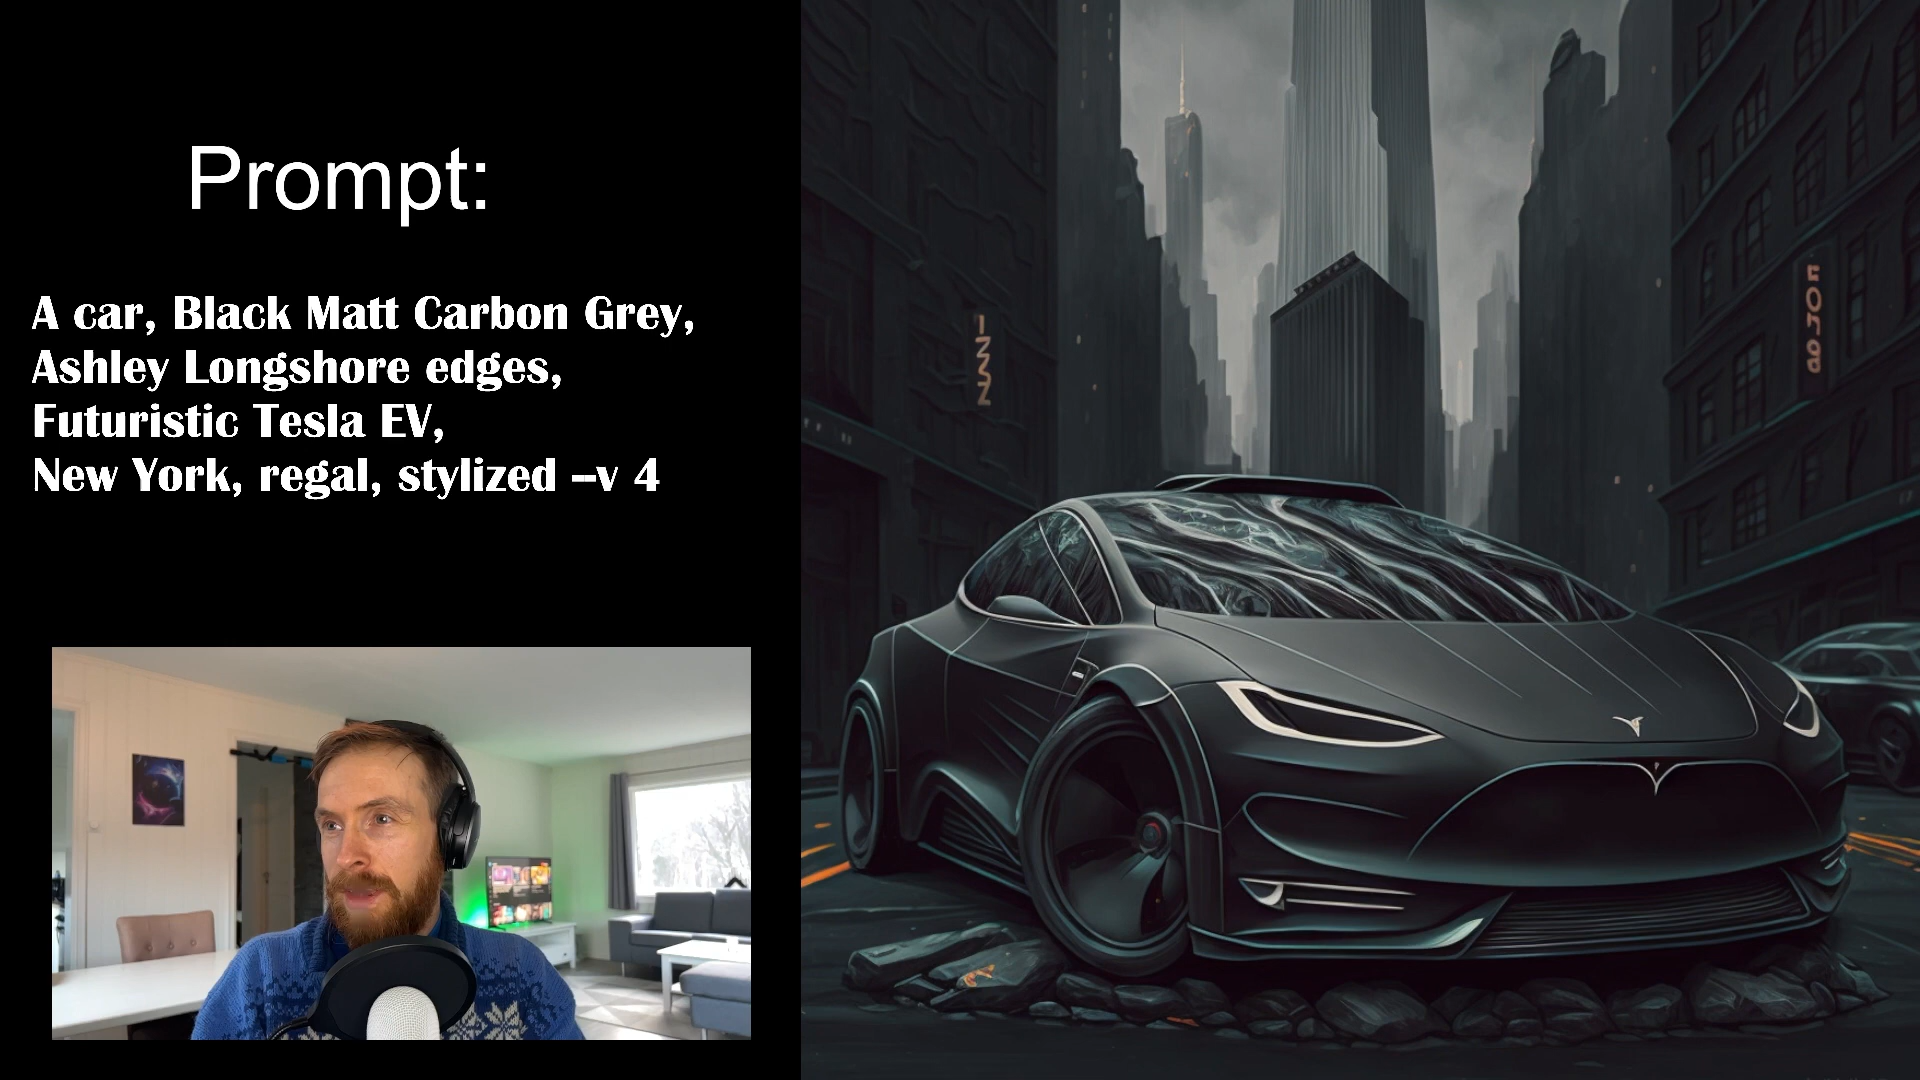 Prompt:
A car, Black Matt Carbon Grey,
Ashley Longshore edges,
Futuristic Tesla EV,
New York, regal, stylized --v 4